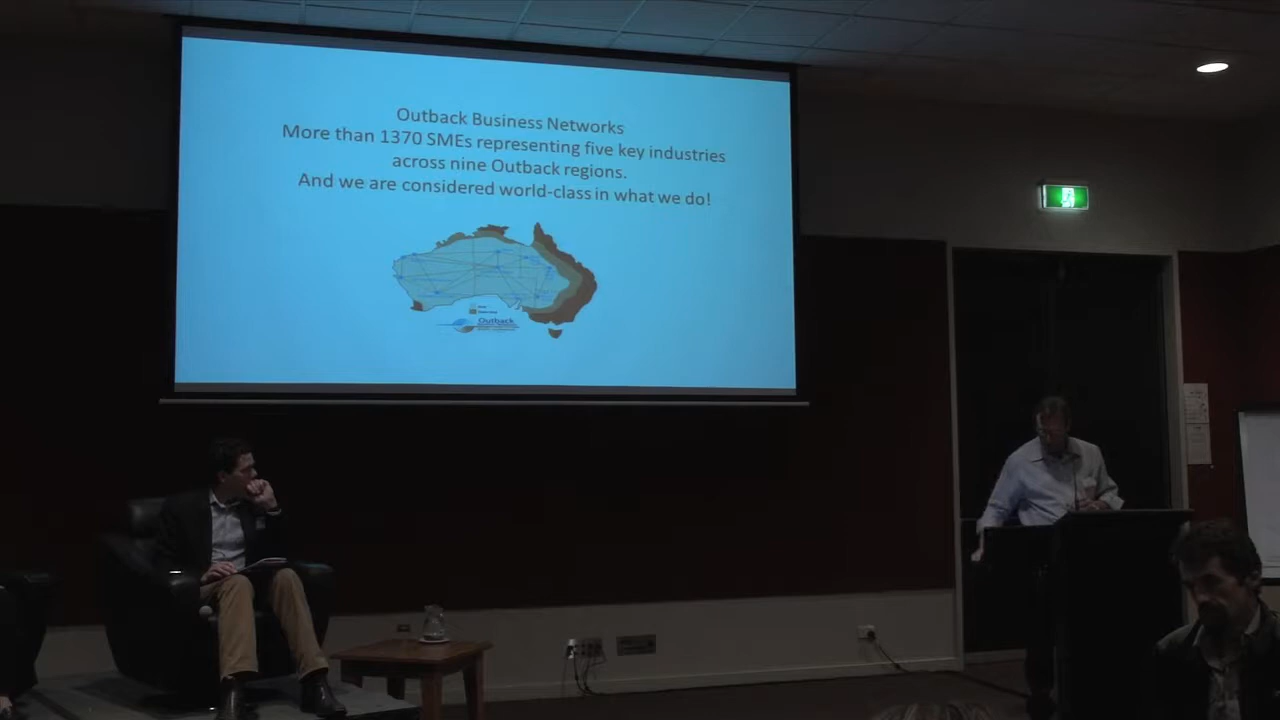 Outback Business Networks
More than 1370 SMEs representing five key industries
across nine Outback regions.
And we are considered world-class in what we do!
Outback